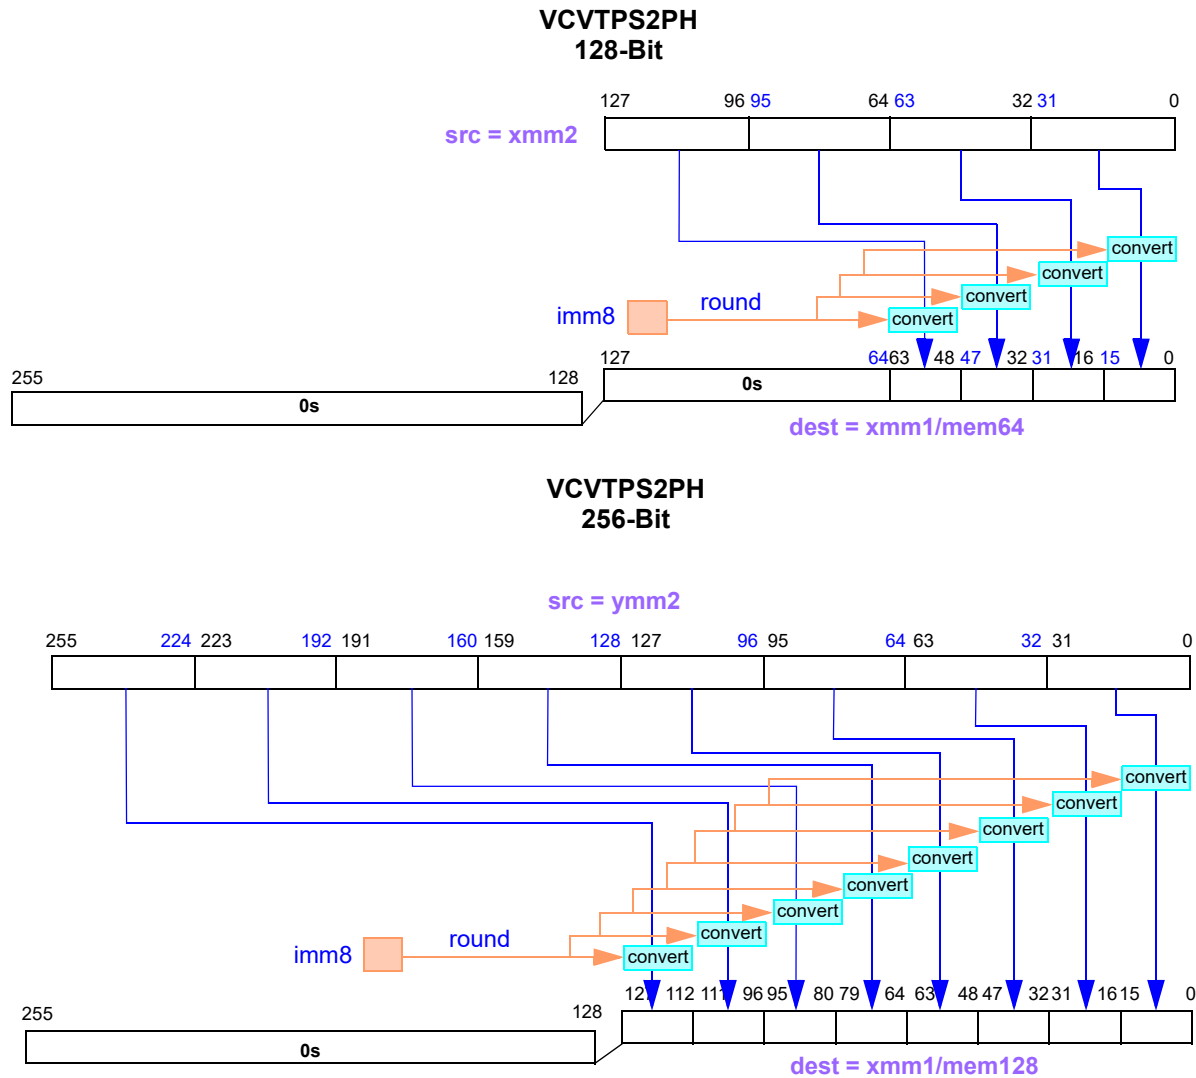 VCVTPS2PH
128-Bit
127 96 95 64 63 32 31 0
src = xmm2
convert
convert
convert
imm8 round convert
127 64 63 48 47 32 31 16 15 0
255 128
0s
0s
dest = xmm1/mem64
VCVTPS2PH
256-Bit
src = ymm2
255 224 223 192 191 160 159 128 127 96 95 64 63 32 31 0
convert
convert
convert
convert
convert
convert
convert
imm8 round convert
127 112 111 96 95 80 79 64 63 48 47 32 31 16 15 0
255 128
0s
dest = xmm1/mem128